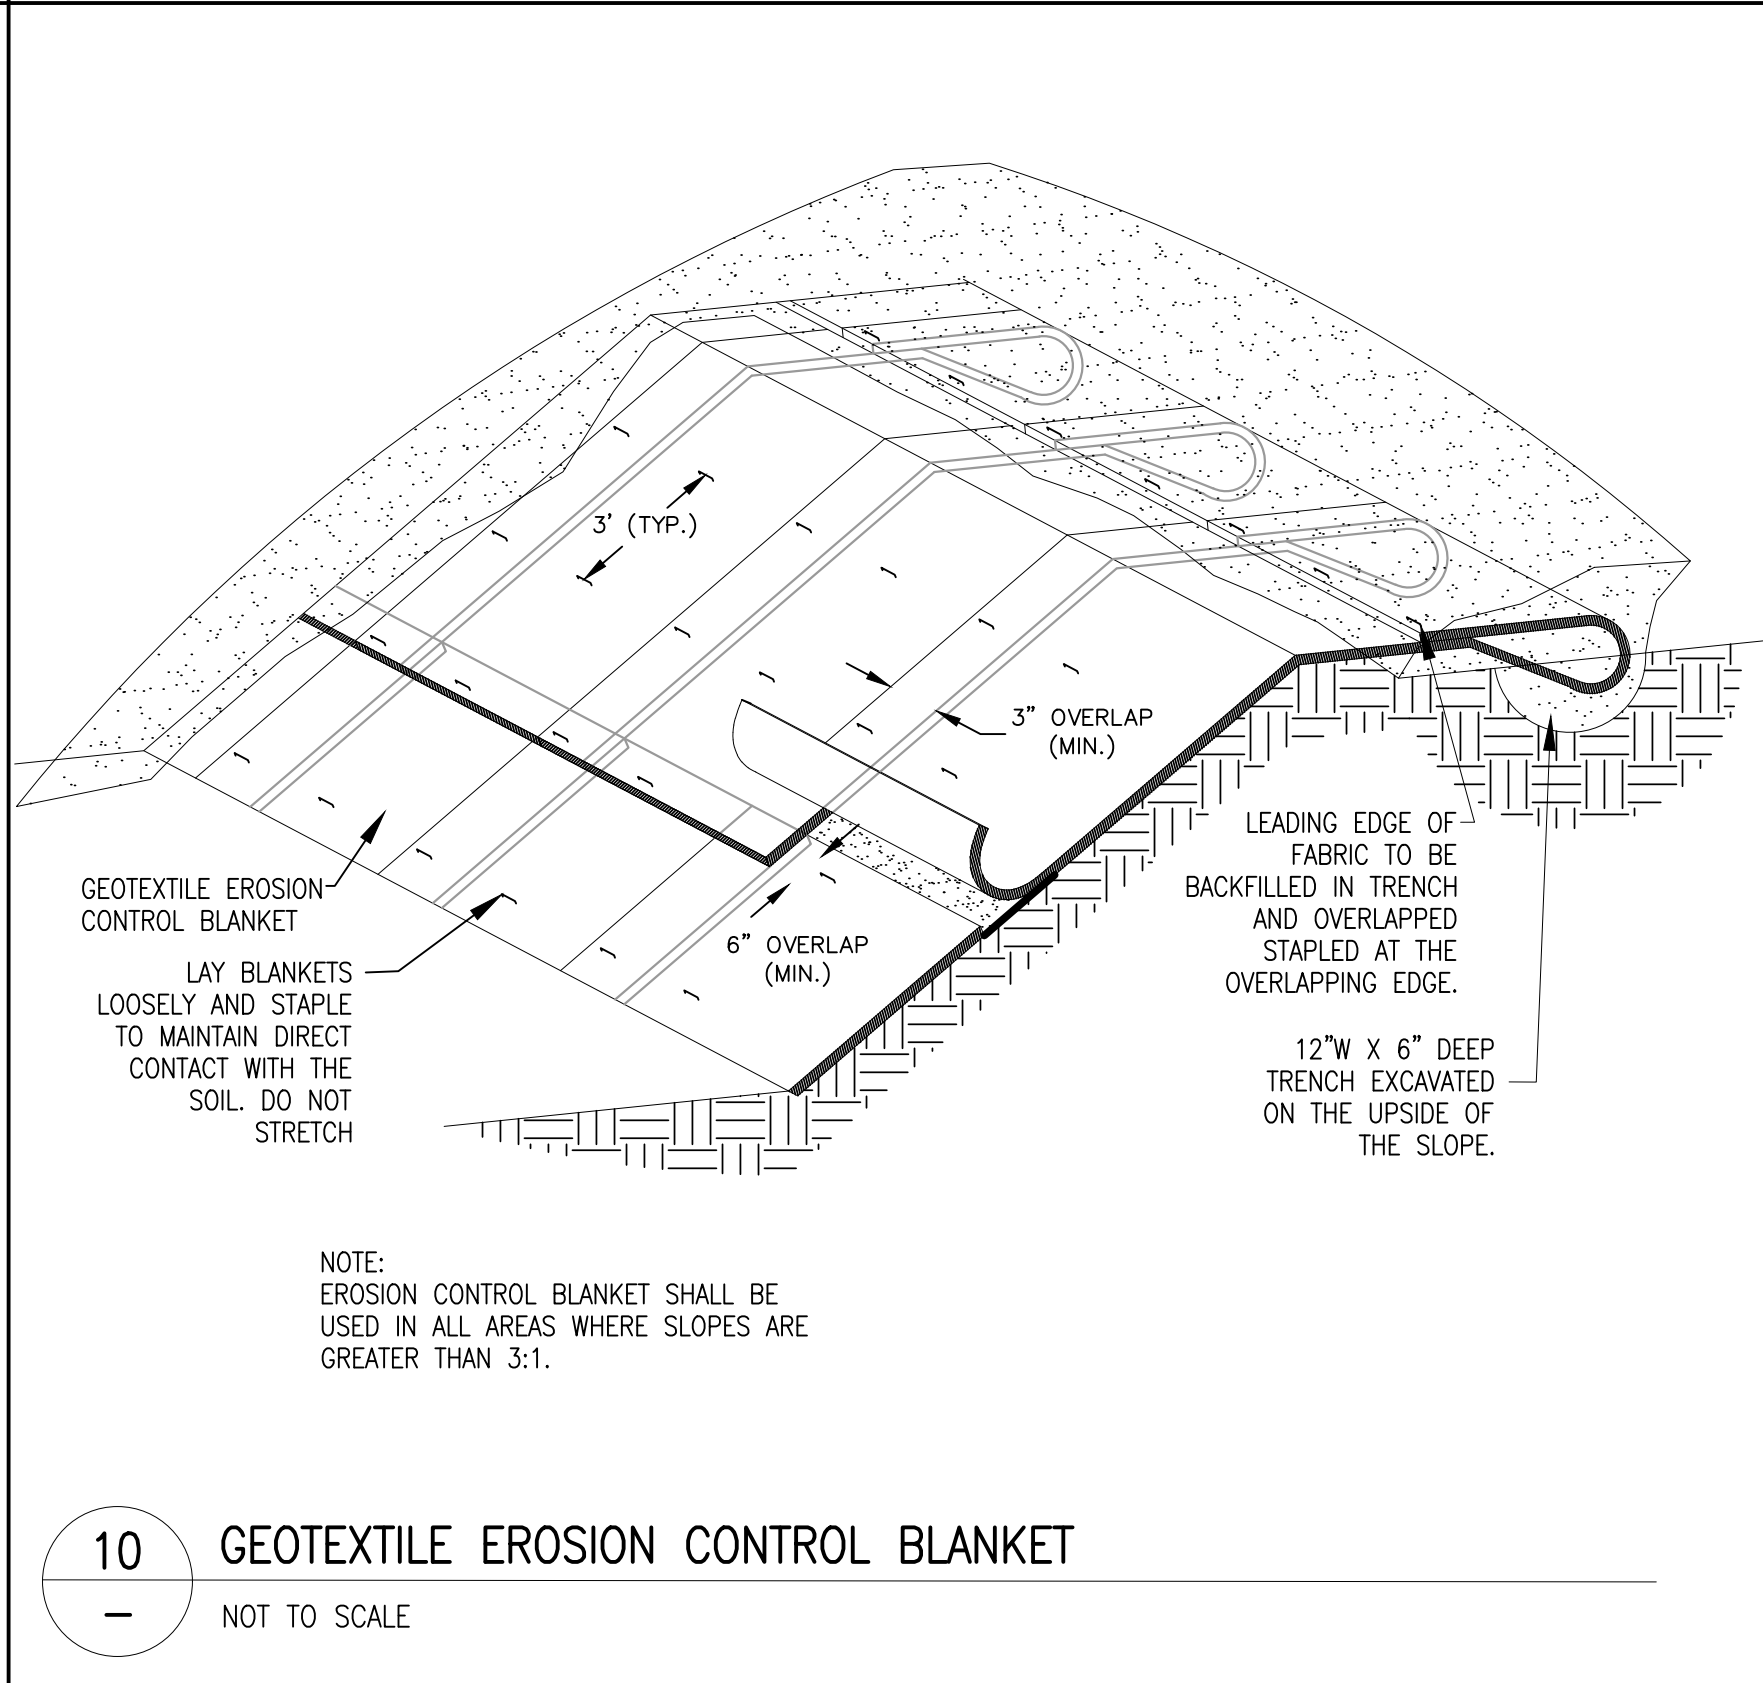 3' (TYP.)
3" OVERLAP
(MIN.)
6" OVERLAP
(MIN.)
GEOTEXTILE EROSION
CONTROL BLANKET
LAY BLANKETS
LOOSELY AND STAPLE
TO MAINTAIN DIRECT
CONTACT WITH THE
SOIL. DO NOT
STRETCH
LEADING EDGE OF
FABRIC TO BE
BACKFILLED IN TRENCH
AND OVERLAPPED
STAPLED AT THE
OVERLAPPING EDGE.
12"W X 6" DEEP
TRENCH EXCAVATED
ON THE UPSIDE OF
THE SLOPE.
NOTE:
EROSION CONTROL BLANKET SHALL BE
USED IN ALL AREAS WHERE SLOPES ARE
GREATER THAN 3:1.
10
–
GEOTEXTILE EROSION CONTROL BLANKET
NOT TO SCALE